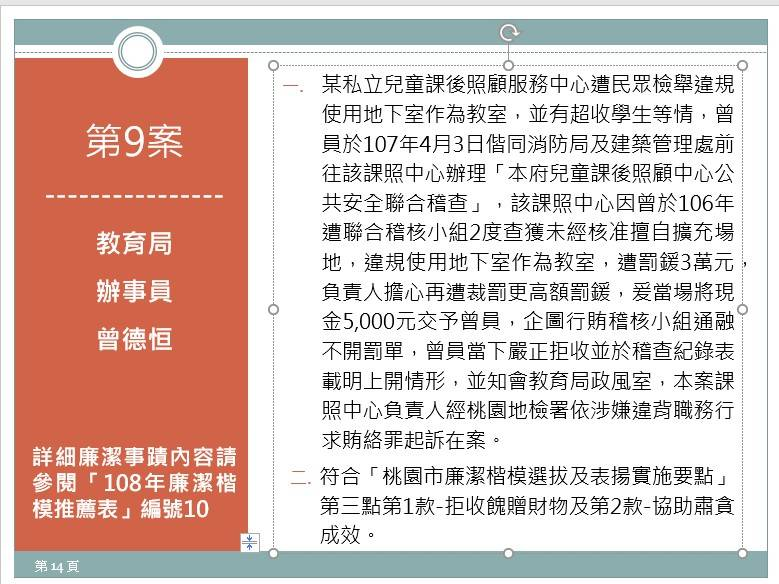 第9案
教育局
辦事員
曾德恒
詳細廉潔事蹟內容請
參閱「108年廉潔楷
模推薦表」編號10
一. 某私立兒童課後照顧服務中心遭民眾檢舉違規
使用地下室作為教室，並有超收學生等情，曾
員於107年4月3日偕同消防局及建築管理處前
往該課照中心辦理「本府兒童課後照顧中心公
共安全聯合稽查」，該課照中心因曾於106年
遭聯合稽核小組2度查獲未經核准擅自擴充場
地，違規使用地下室作為教室，遭罰鍰3萬元，
負責人擔心再遭裁罰更高額罰鍰，爰當場將現
金5,000元交予曾員，企圖行賄稽核小組通融
不開罰單，曾員當下嚴正拒收並於稽查紀錄表
載明上開情形，並知會教育局政風室，本案課
照中心負責人經桃園地檢署依涉嫌違背職務行
求賄絡罪起訴在案。
二. 符合「桃園市廉潔楷模選拔及表揚實施要點」
第三點第1款-拒收餽贈財物及第2款-協助肅貪
成效。
第14頁